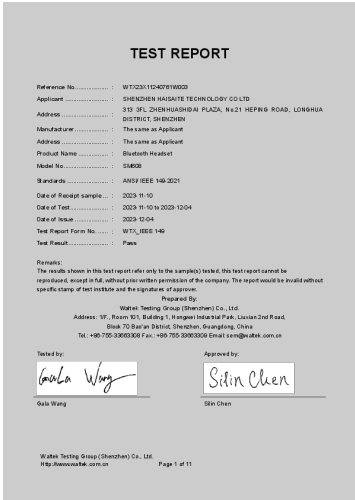 TEST REPORT
Reference No. : WTX23X11240761W003
Applicant : SHENZHEN HAISAITE TECHNOLOGY CO LTD
Address : 313 3FL ZHENHUASHIDAI PLAZA, No.21 HEPING ROAD, LONGHUA
DISTRICT, SHENZHEN
Manufacturer : The same as Applicant
Address : The same as Applicant
Product Name : Bluetooth Headset
Model No. : SM608
Standards : ANSI/IEEE 149-2021
Date of Receipt sample : 2023-11-10
Date of Test : 2023-11-10 to 2023-12-04
Date of Issue : 2023-12-04
Test Report Form No. : WTX_IEEE 149
Test Result : Pass
Remarks:
The results shown in this test report refer only to the sample(s) tested, this test report cannot be
reproduced, except in full, without prior written permission of the company. The report would be invalid without
specific stamp of test institute and the signatures of approver.
Prepared By:
Waltek Testing Group (Shenzhen) Co., Ltd.
Address: 1/F., Room 101, Building 1, Hongwei Industrial Park, Liuxian 2nd Road,
Block 70 Bao'an District, Shenzhen, Guangdong, China
Tel.: +86-755-33663308 Fax.: +86-755-33663309 Email: sem@waltek.com.cn
Tested by: Approved by:
Gala Wang Silin Chen
Gala Wang Silin Chen
Waltek Testing Group (Shenzhen) Co., Ltd.
Http://www.waltek.com.cn Page 1 of 11